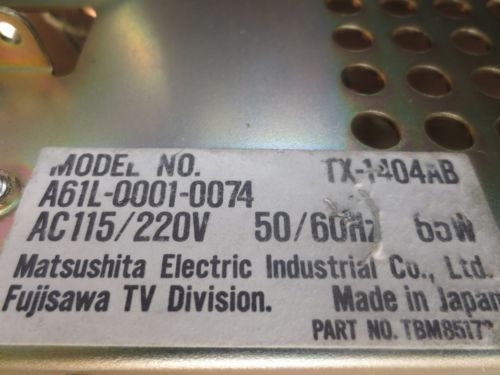 MODEL NO. TX-1404AB
A61L-0001-0074
AC115/220V 50/60Hz 65W
Matsushita Electric Industrial Co., Ltd.
Fujisawa TV Division. Made in Japan
PART NO.